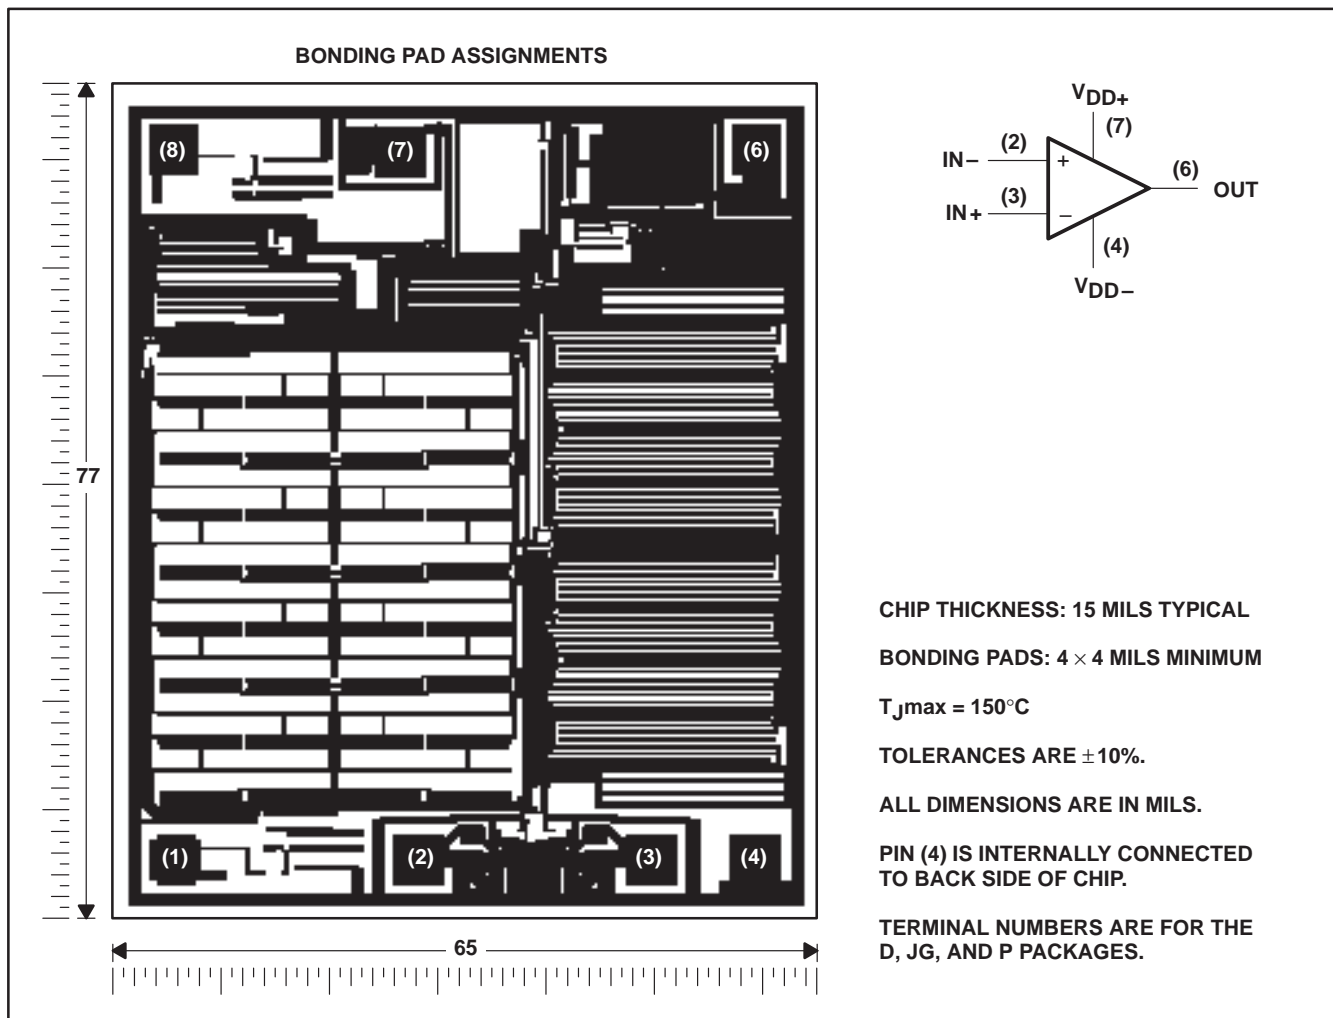 BONDING PAD ASSIGNMENTS
(8)
(7)
(6)
77
(1)
(2)
(3)
(4)
65
VDD+
(7)
IN−
(2)
+
(6)
OUT
IN+
(3)
−
(4)
VDD−
CHIP THICKNESS: 15 MILS TYPICAL
BONDING PADS: 4 × 4 MILS MINIMUM
TJmax = 150°C
TOLERANCES ARE ±10%.
ALL DIMENSIONS ARE IN MILS.
PIN (4) IS INTERNALLY CONNECTED
TO BACK SIDE OF CHIP.
TERMINAL NUMBERS ARE FOR THE
D, JG, AND P PACKAGES.